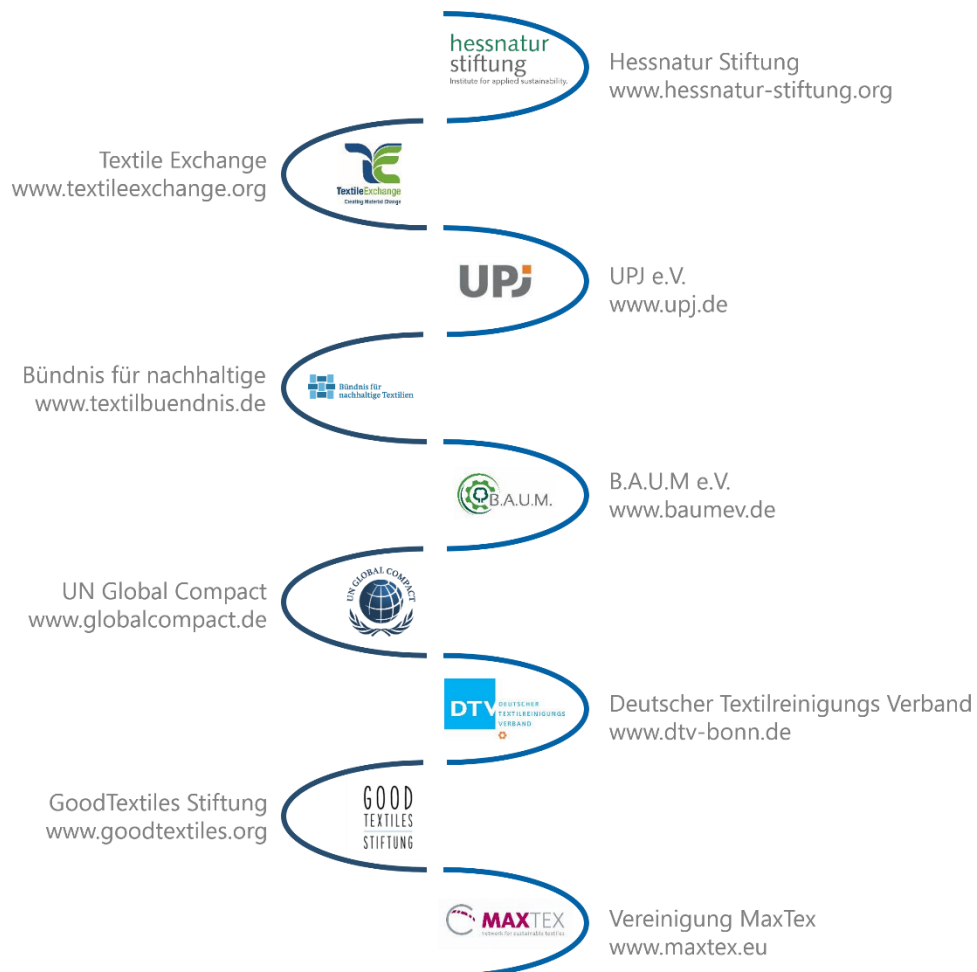 hessnatur
stiftung
Institute for applied sustainability.
Hessnatur Stiftung
www.hessnatur-stiftung.org
Textile Exchange
www.textileexchange.org
TextileExchange
Creating Material Change
UPJ
UPJ e.V.
www.upj.de
Bündnis für nachhaltige
www.textilbuendnis.de
Bündnis für
nachhaltige Textilien
B.A.U.M.
B.A.U.M e.V.
www.baumev.de
UN Global Compact
www.globalcompact.de
UN GLOBAL COMPACT
DTV
DEUTSCHER
TEXTILREINIGUNGS
VERBAND
Deutscher Textilreinigungs Verband
www.dtv-bonn.de
GoodTextiles Stiftung
www.goodtextiles.org
GOOD
TEXTILES
STIFTUNG
MAXTEX
network for sustainable textiles
Vereinigung MaxTex
www.maxtex.eu